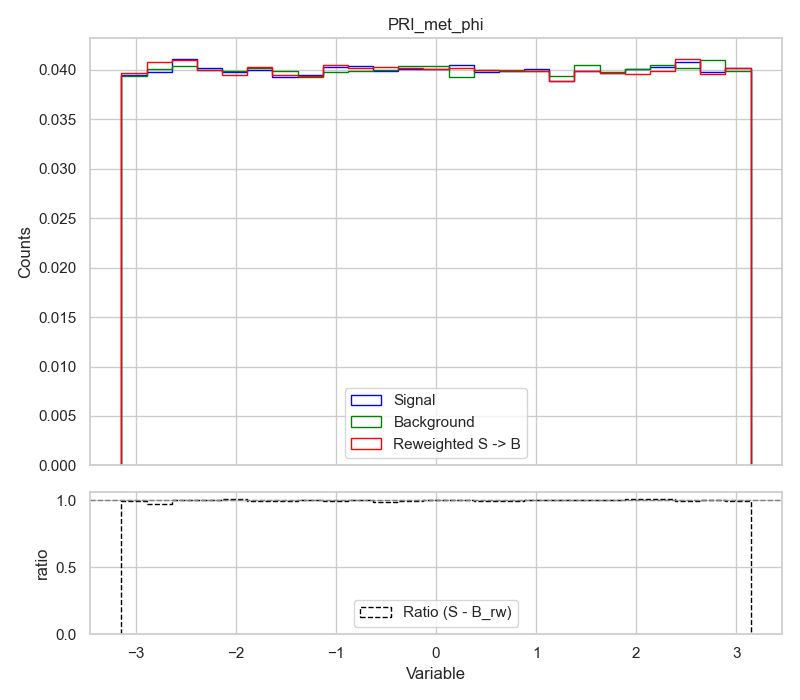 PRI_met_phi
0.040
0.035
0.030
0.025
0.020
0.015
0.010
0.005
0.000
Counts
Signal
Background
Reweighted S -> B
1.0
0.5
0.0
ratio
Ratio (S - B_rw)
−3 −2 −1 0 1 2 3
Variable